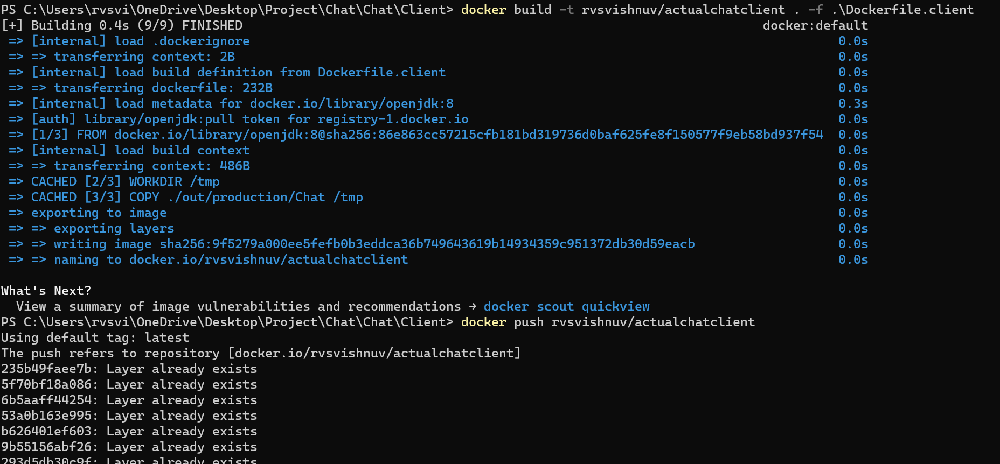 PS C:\Users\rvsvi\OneDrive\Desktop\Project\Chat\Chat\Client> docker build -t rvsvishnuv/actualchatclient . -f .\Dockerfile.client
[+] Building 0.4s (9/9) FINISHED docker:default
=> [internal] load .dockerignore 0.0s
=> => transferring context: 2B 0.0s
=> [internal] load build definition from Dockerfile.client 0.0s
=> => transferring dockerfile: 232B 0.0s
=> [internal] load metadata for docker.io/library/openjdk:8 0.3s
=> [auth] library/openjdk:pull token for registry-1.docker.io 0.0s
=> [1/3] FROM docker.io/library/openjdk:8@sha256:86e863cc57215cfb181bd319736d0baf625fe8f150577f9eb58bd937f54 0.0s
=> [internal] load build context 0.0s
=> => transferring context: 486B 0.0s
=> CACHED [2/3] WORKDIR /tmp 0.0s
=> CACHED [3/3] COPY ./out/production/Chat /tmp 0.0s
=> exporting to image 0.0s
=> => exporting layers 0.0s
=> => writing image sha256:9f5279a000ee5fefb0b3eddca36b749643619b14934359c951372db30d59eacb 0.0s
=> => naming to docker.io/rvsvishnuv/actualchatclient 0.0s
What's Next?
View a summary of image vulnerabilities and recommendations → docker scout quickview
PS C:\Users\rvsvi\OneDrive\Desktop\Project\Chat\Chat\Client> docker push rvsvishnuv/actualchatclient
Using default tag: latest
The push refers to repository [docker.io/rvsvishnuv/actualchatclient]
235b49faee7b: Layer already exists
5f70bf18a086: Layer already exists
6b5aaff44254: Layer already exists
53a0b163e995: Layer already exists
b626401ef603: Layer already exists
9b55156abf26: Layer already exists
293d5db30c9f: Layer already exists